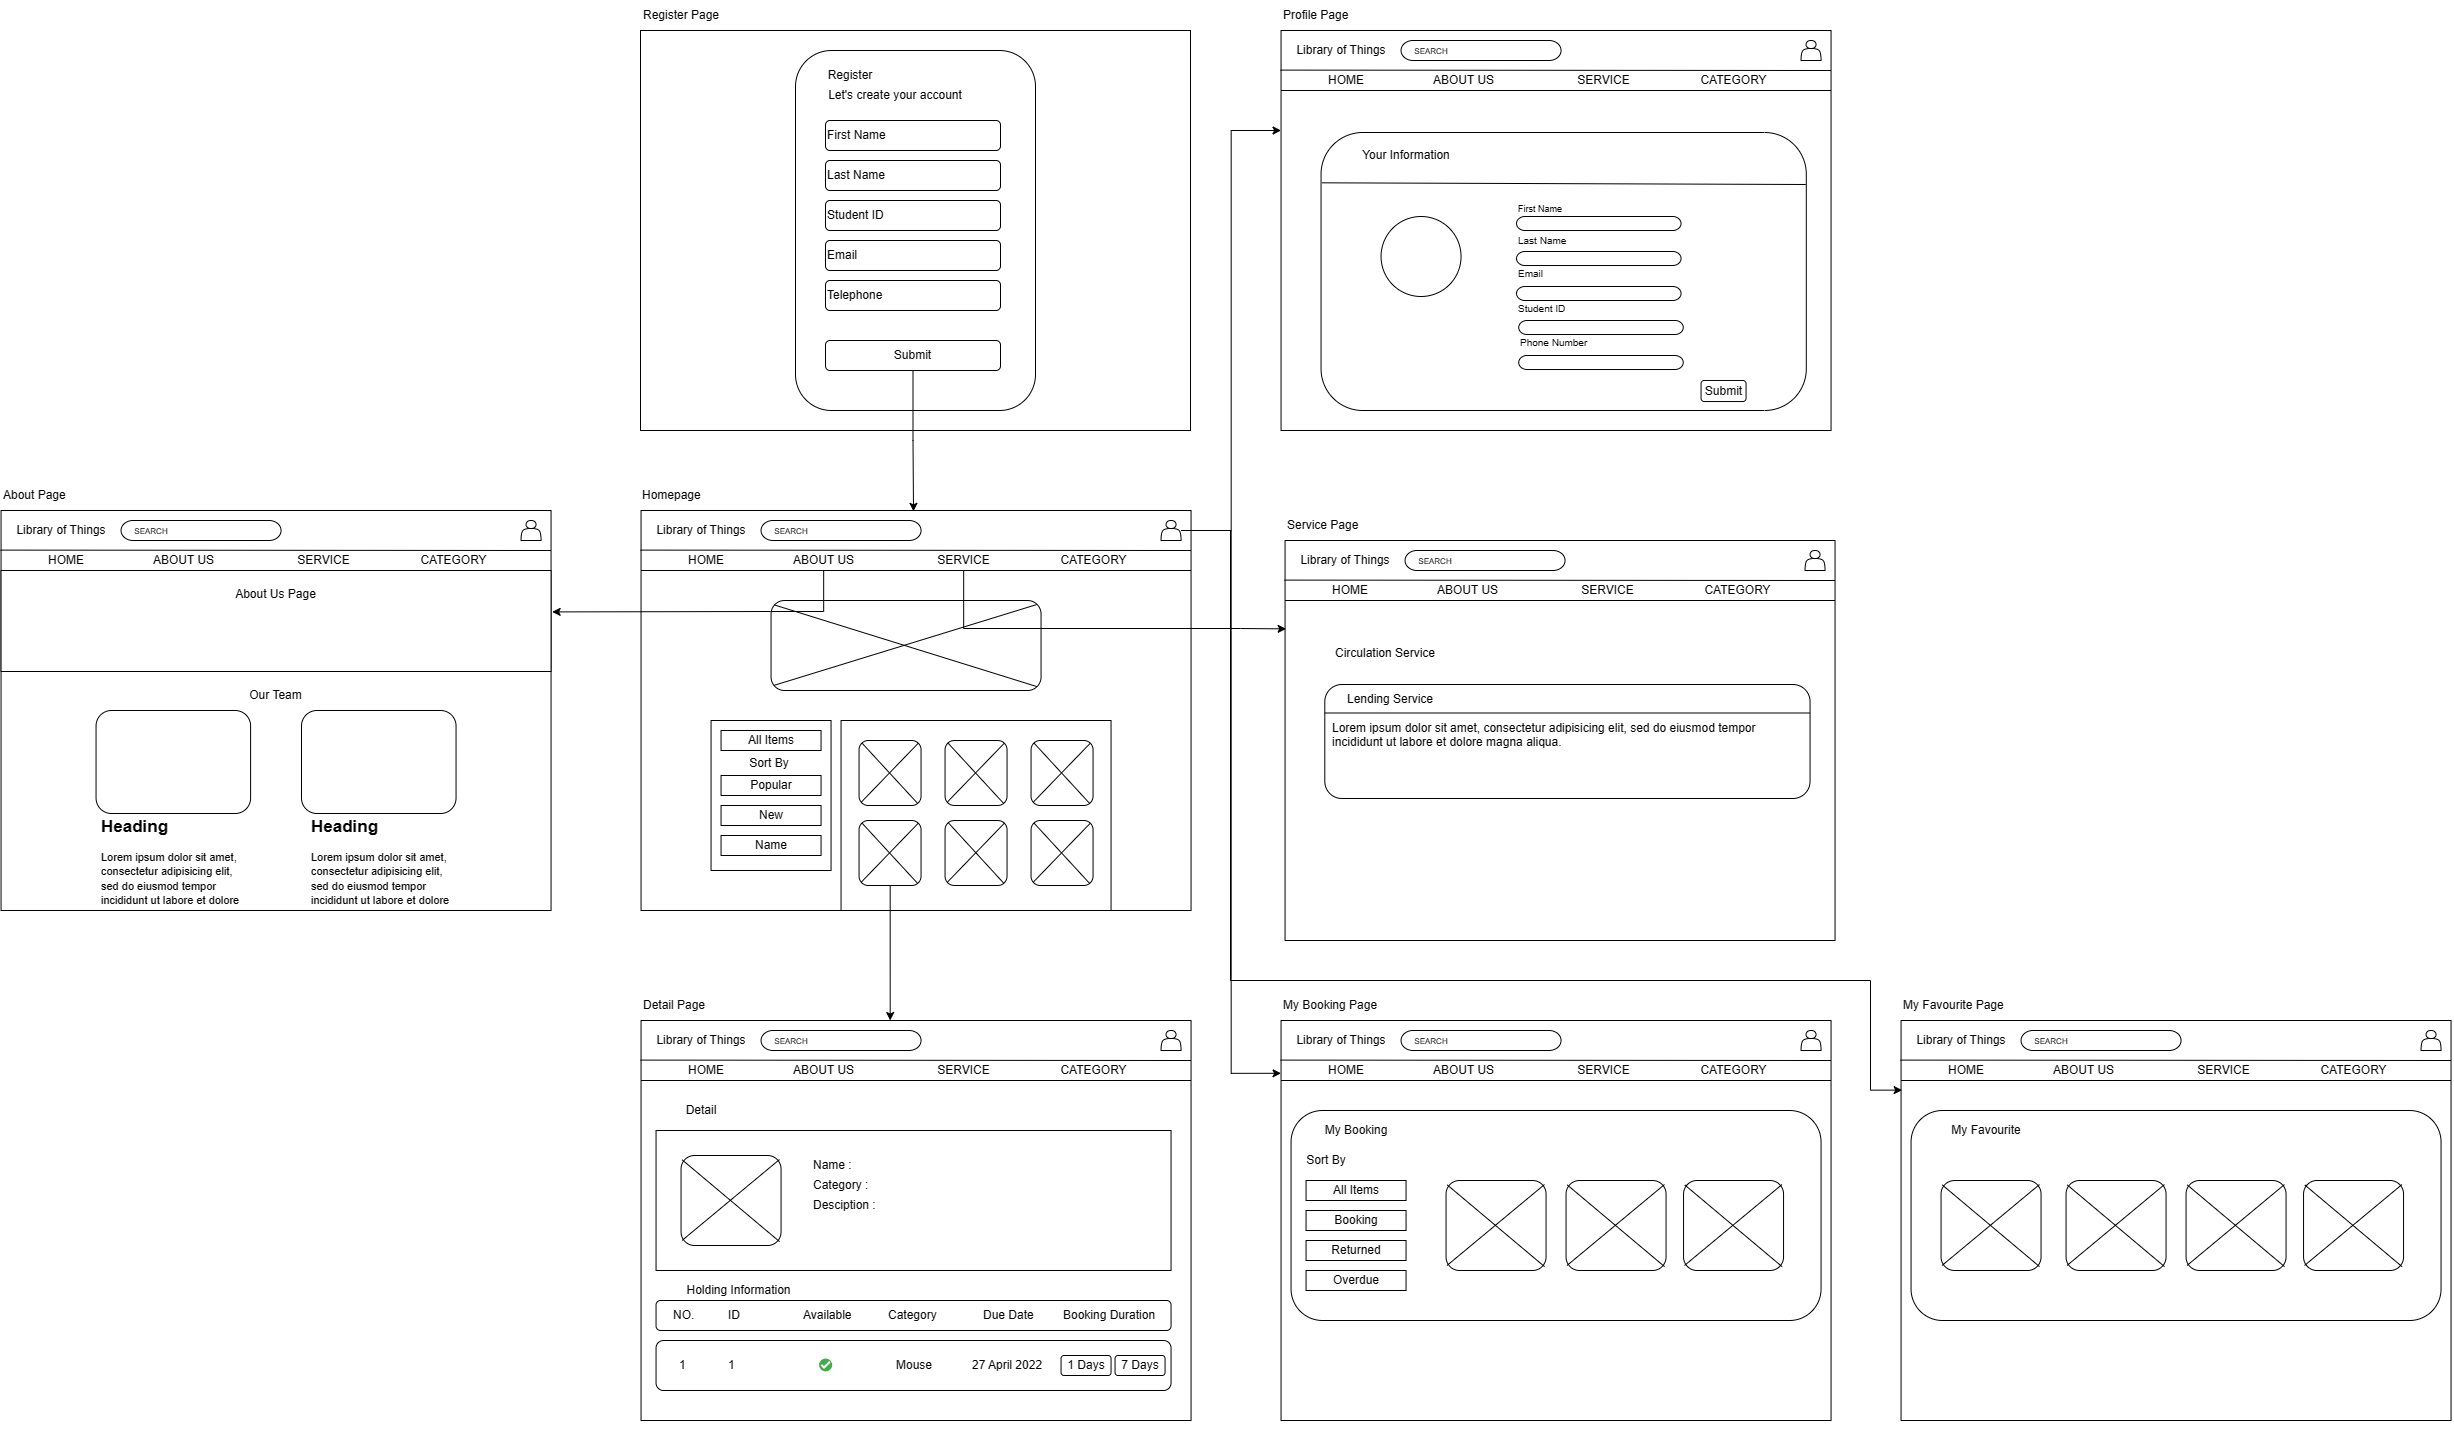 Register Page
Register
Let's create your account
First Name
Last Name
Student ID
Email
Telephone
Submit
Profile Page
Library of Things
SEARCH
HOME ABOUT US SERVICE CATEGORY
Your Information
First Name
Last Name
Email
Student ID
Phone Number
Submit
About Page
Library of Things
SEARCH
HOME ABOUT US SERVICE CATEGORY
About Us Page
Our Team
Heading
Lorem ipsum dolor sit amet,
consectetur adipisicing elit,
sed do eiusmod tempor
incididunt ut labore et dolore
Heading
Lorem ipsum dolor sit amet,
consectetur adipisicing elit,
sed do eiusmod tempor
incididunt ut labore et dolore
Homepage
Library of Things
SEARCH
HOME ABOUT US SERVICE CATEGORY
All Items
Sort By
Popular
New
Name
Service Page
Library of Things
SEARCH
HOME ABOUT US SERVICE CATEGORY
Circulation Service
Lending Service
Lorem ipsum dolor sit amet, consectetur adipisicing elit, sed do eiusmod tempor
incididunt ut labore et dolore magna aliqua.
Detail Page
Library of Things
SEARCH
HOME ABOUT US SERVICE CATEGORY
Detail
Name :
Category :
Desciption :
Holding Information
NO. ID Available Category Due Date Booking Duration
1 1 Mouse 27 April 2022 1 Days 7 Days
My Booking Page
Library of Things
SEARCH
HOME ABOUT US SERVICE CATEGORY
My Booking
Sort By
All Items
Booking
Returned
Overdue
My Favourite Page
Library of Things
SEARCH
HOME ABOUT US SERVICE CATEGORY
My Favourite